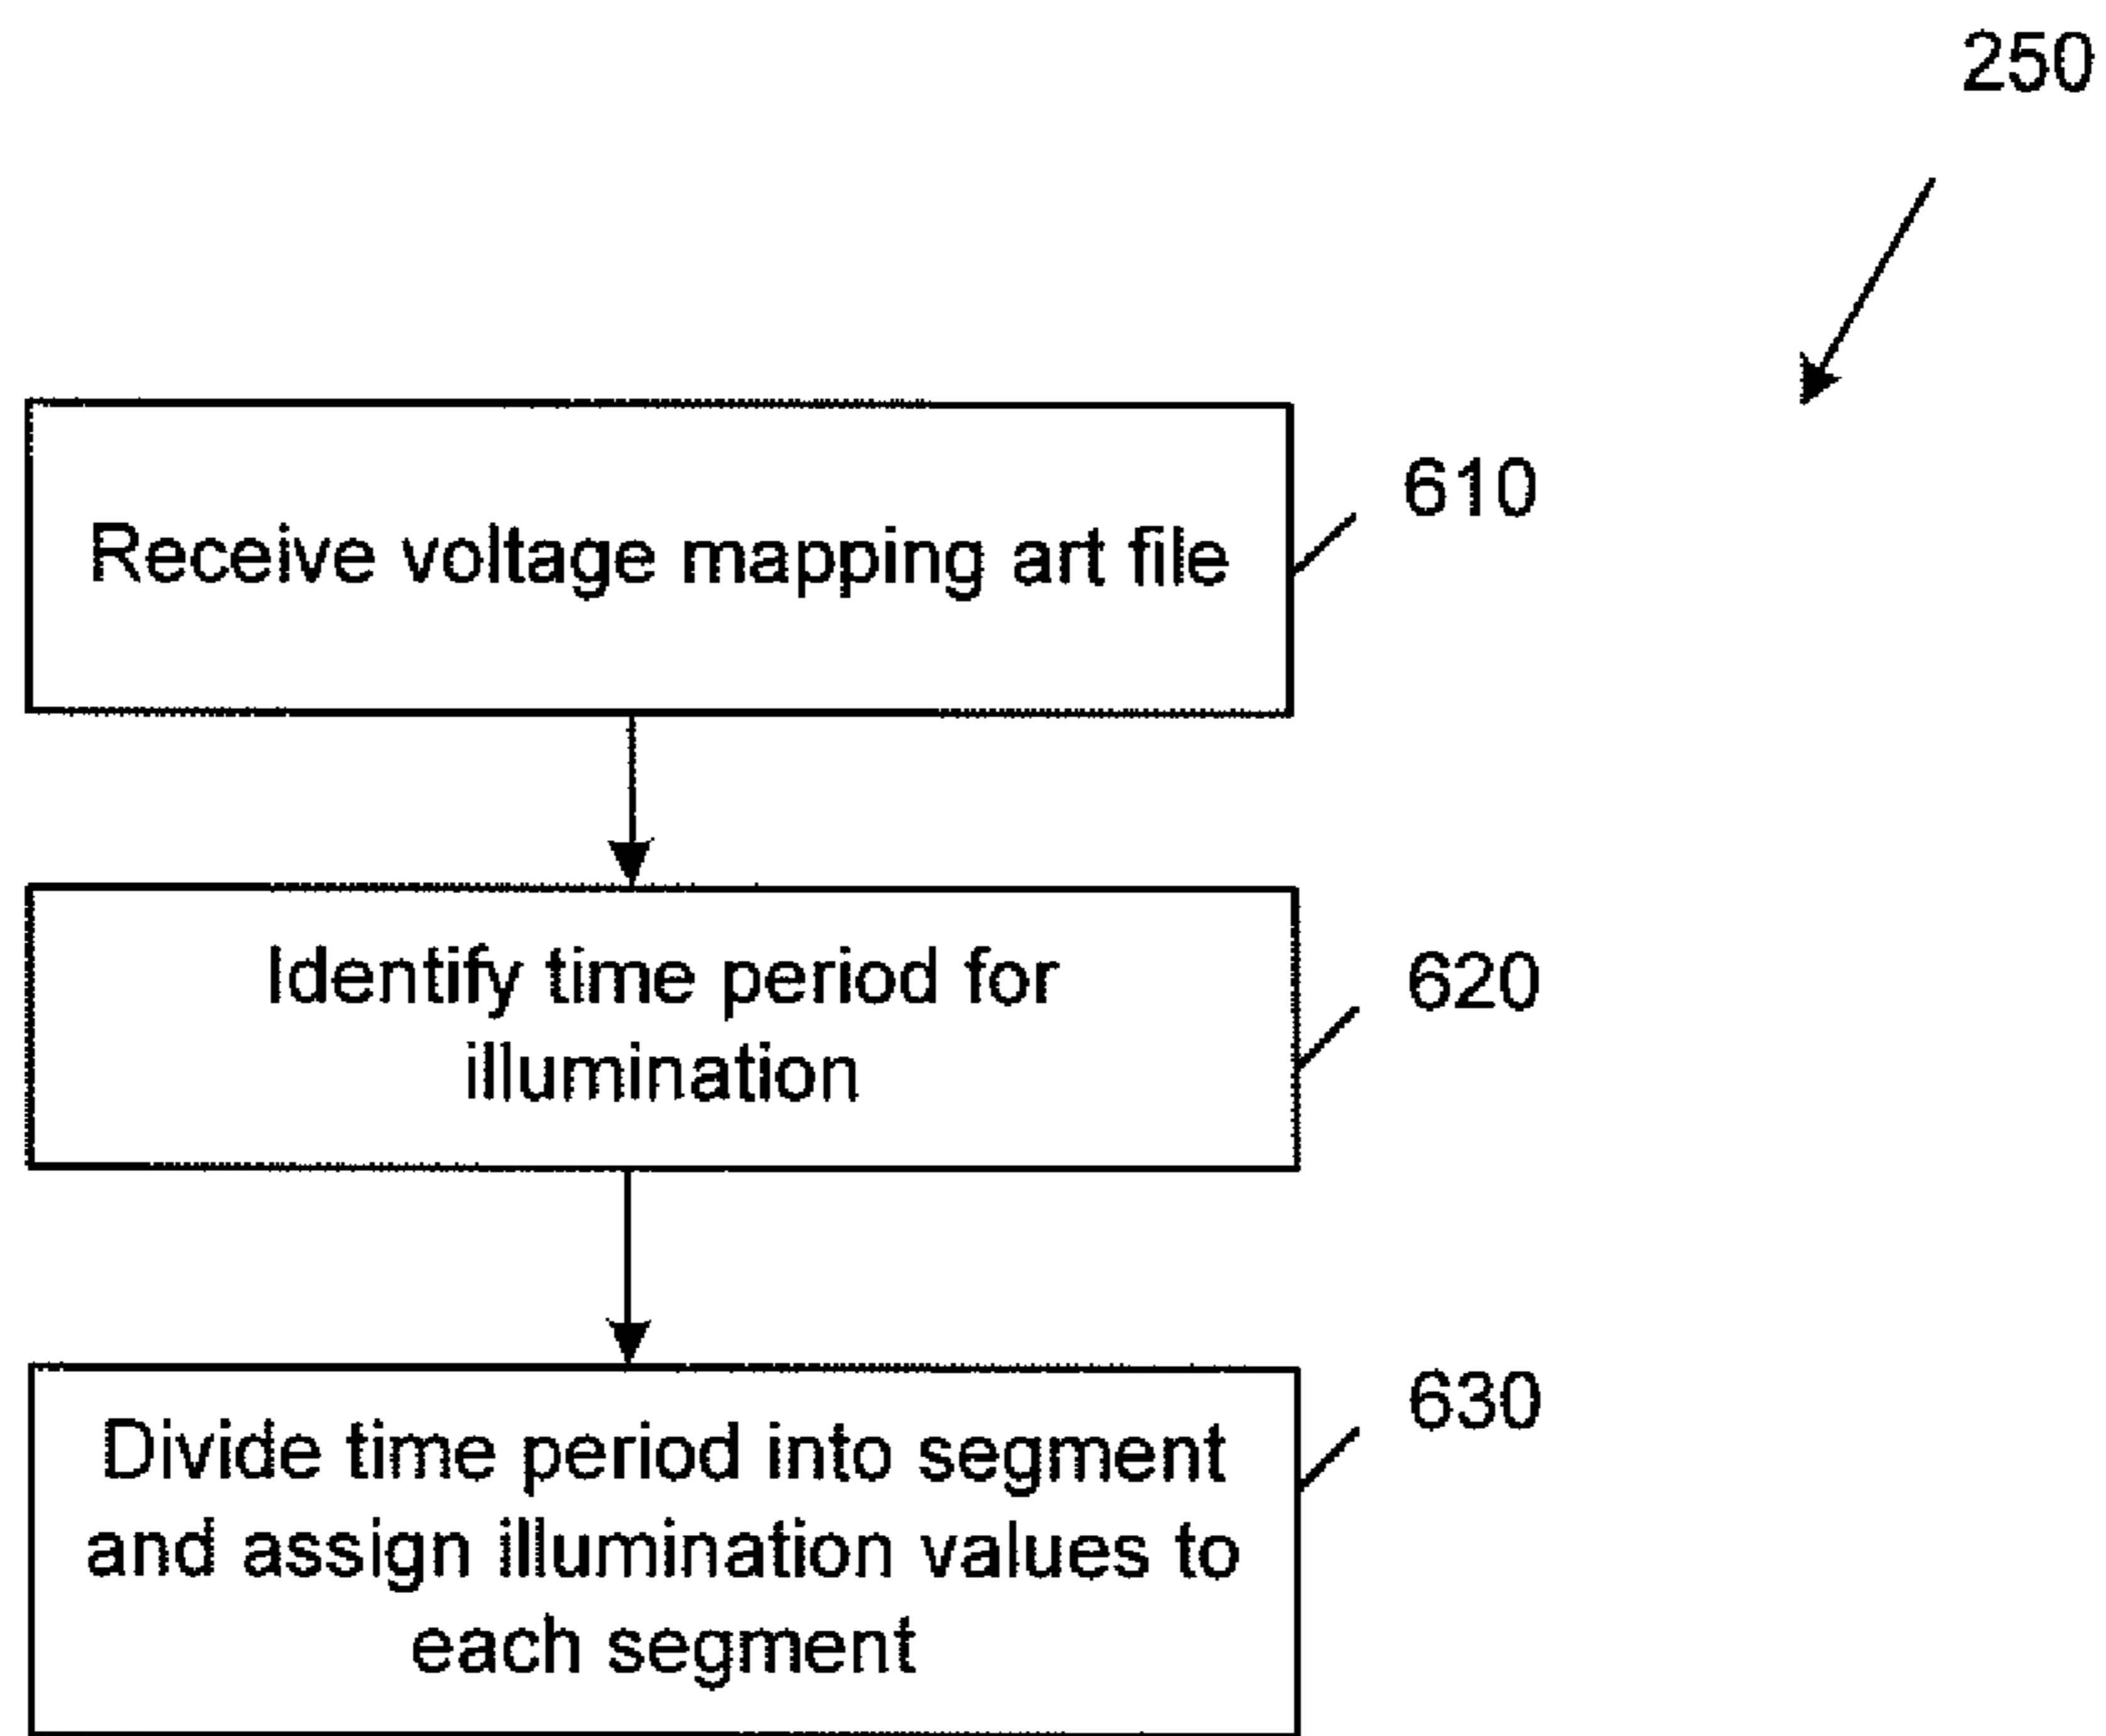 250
Receive voltage mapping art file
610
Identify time period for
illumination
620
Divide time period into segment
and assign illumination values to
each segment
630